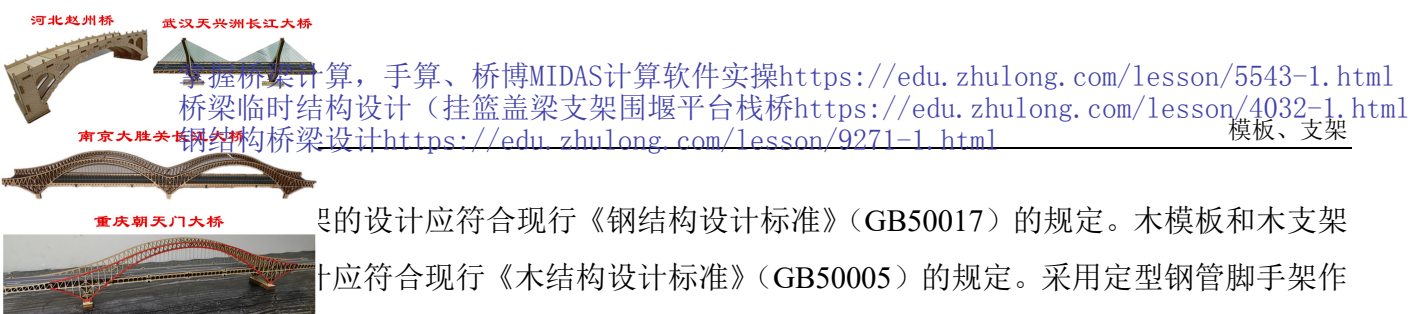 河北赵州桥
武汉天兴洲长江大桥
掌握桥梁计算，手算、桥博MIDAS计算软件实操https://edu.zhulong.com/lesson/5543-1.html
桥梁临时结构设计（挂篮盖梁支架围堰平台栈桥https://edu.zhulong.com/lesson/4032-1.html
南京大胜关长江大桥
钢结构桥梁设计https://edu.zhulong.com/lesson/9271-1.html
模板、支架
重庆朝天门大桥
的设计应符合现行《钢结构设计标准》（GB50017）的规定。木模板和木支架
应符合现行《木结构设计标准》（GB50005）的规定。采用定型钢管脚手架作